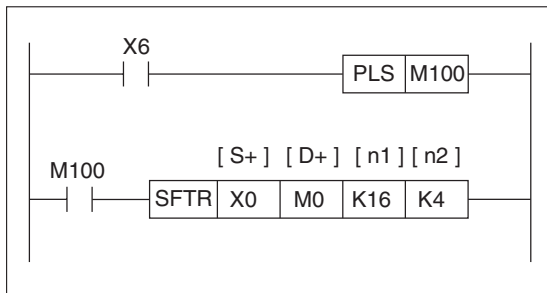 X6
PLS M100
[ S+ ] [ D+ ] [ n1 ] [ n2 ]
M100
SFTR X0 M0 K16 K4